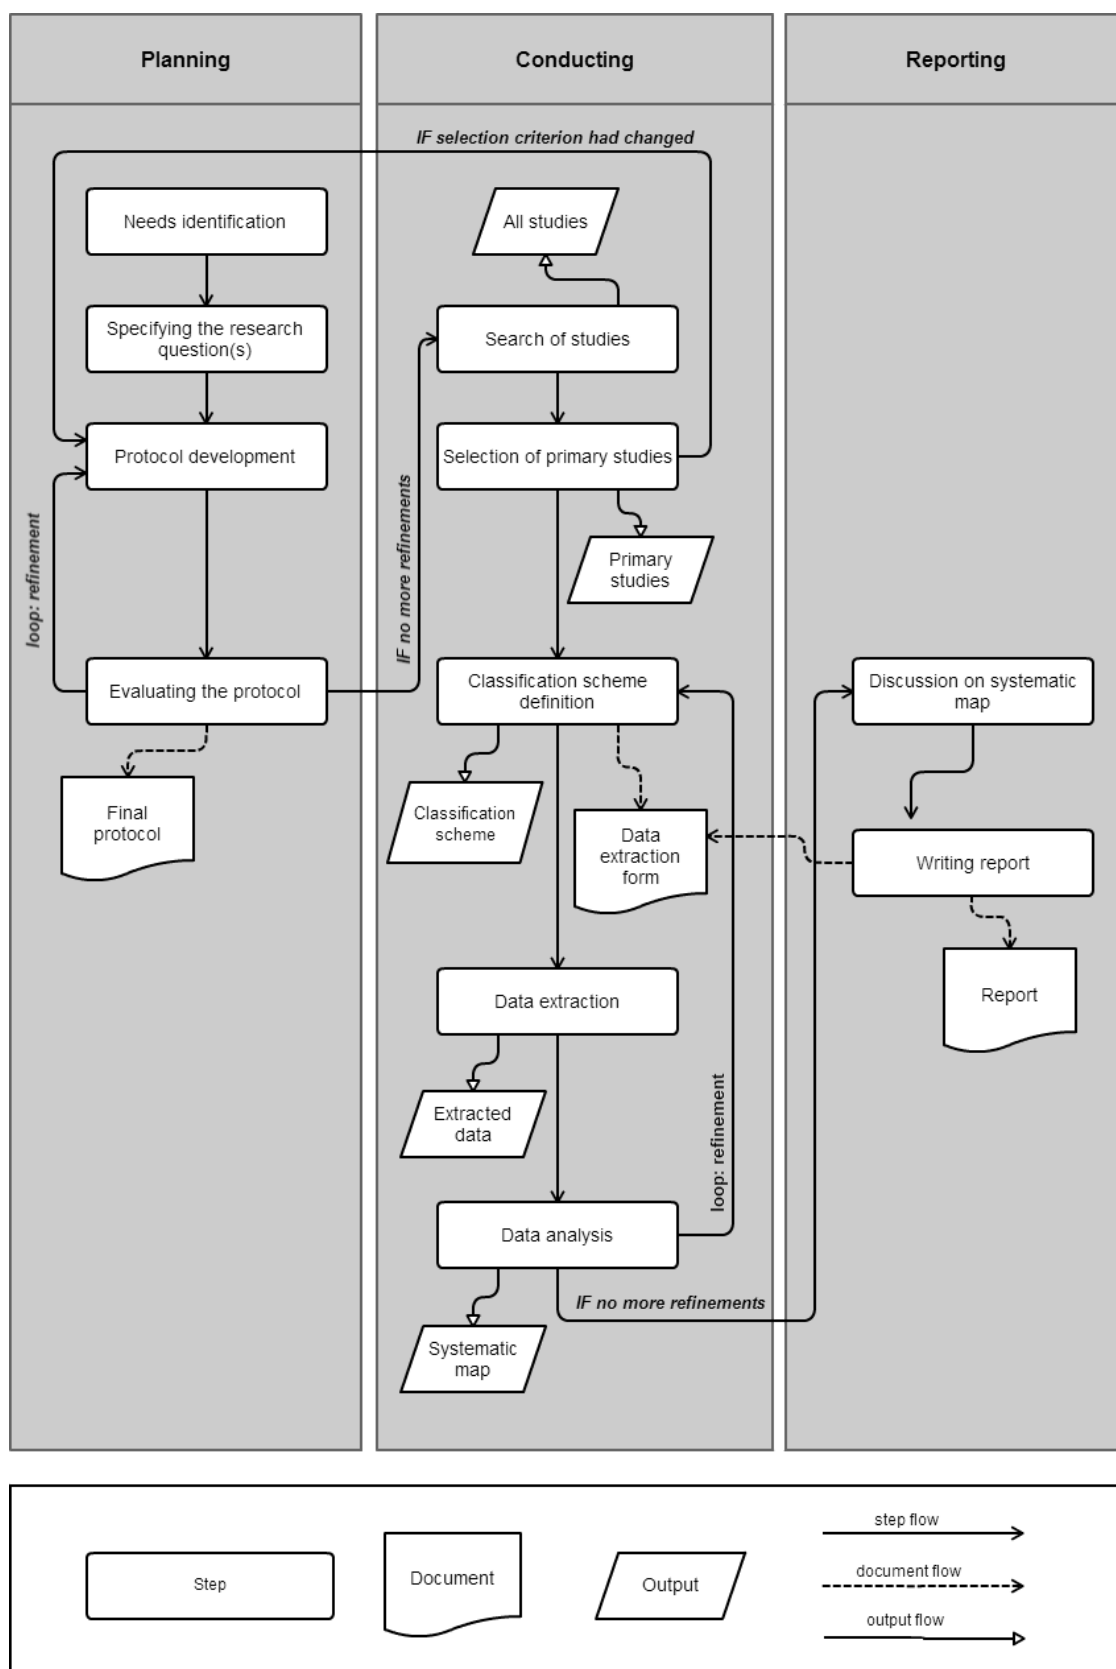 Planning
Conducting
Reporting
IF selection criterion had changed
Needs identification
Specifying the research
question(s)
Protocol development
loop: refinement
Evaluating the protocol
Final
protocol
IF no more refinements
All studies
Search of studies
Selection of primary studies
Primary
studies
Classification scheme
definition
Classification
scheme
Data
extraction
form
Data extraction
Extracted
data
Data analysis
loop: refinement
IF no more refinements
Systematic
map
Discussion on systematic
map
Writing report
Report
Step
Document
Output
step flow
document flow
output flow